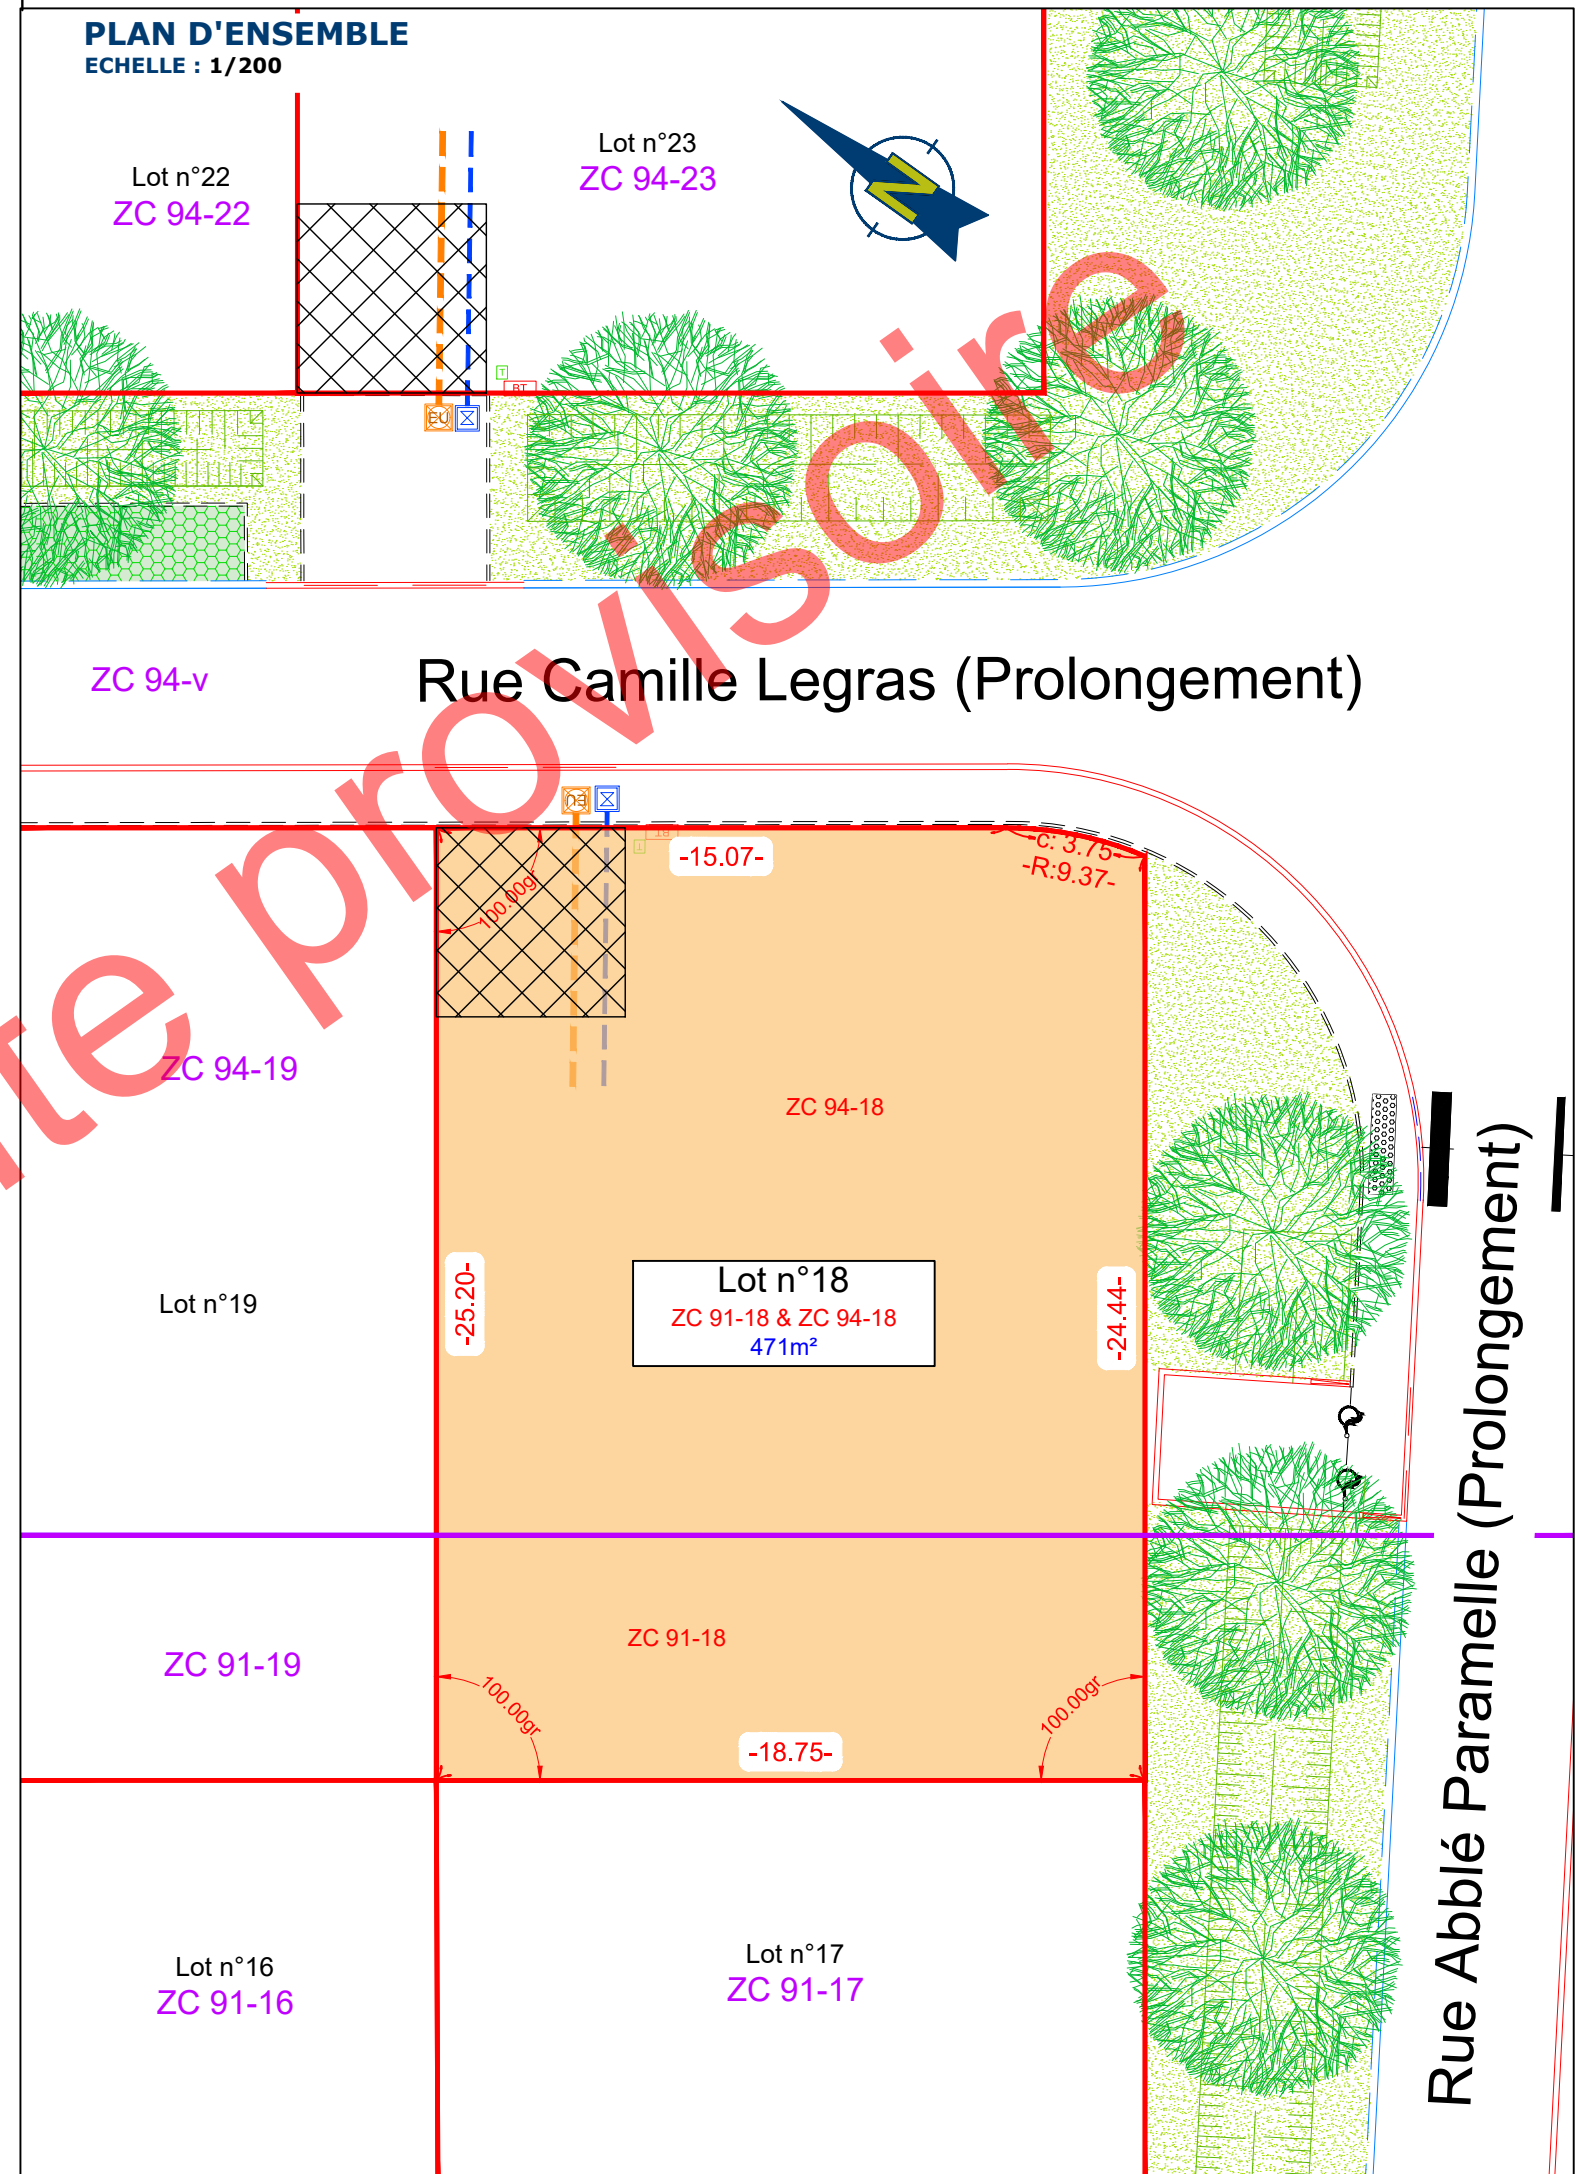 PLAN D'ENSEMBLE
ECHELLE : 1/200
Lot n°22
ZC 94-22
Lot n°23
ZC 94-23
N
T
BT
EU
ZC 94-v
Rue Camille Legras (Prolongement)
EU
T
-15.07-
-c: 3.75-
-R:9.37-
100.00gr
ZC 94-19
ZC 94-18
Lot n°19
-25.20-
Lot n°18
ZC 91-18 & ZC 94-18
471m²
-24.44-
Rue Abblé Paramelle (Prolongement)
ZC 91-19
ZC 91-18
100.00gr
100.00gr
-18.75-
Lot n°16
ZC 91-16
Lot n°17
ZC 91-17
te provisoire